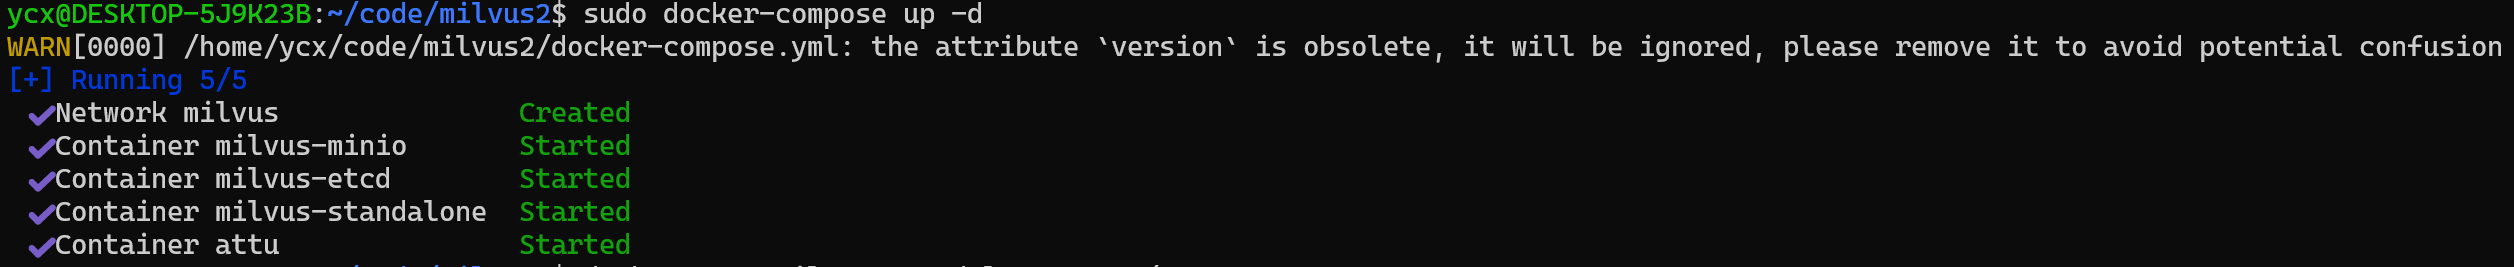 ycx@DESKTOP-5J9K23B:~/code/milvus2$ sudo docker-compose up -d
WARN[0000] /home/ycx/code/milvus2/docker-compose.yml: the attribute `version` is obsolete, it will be ignored, please remove it to avoid potential confusion
[+] Running 5/5
✔Network milvus Created
✔Container milvus-minio Started
✔Container milvus-etcd Started
✔Container milvus-standalone Started
✔Container attu Started